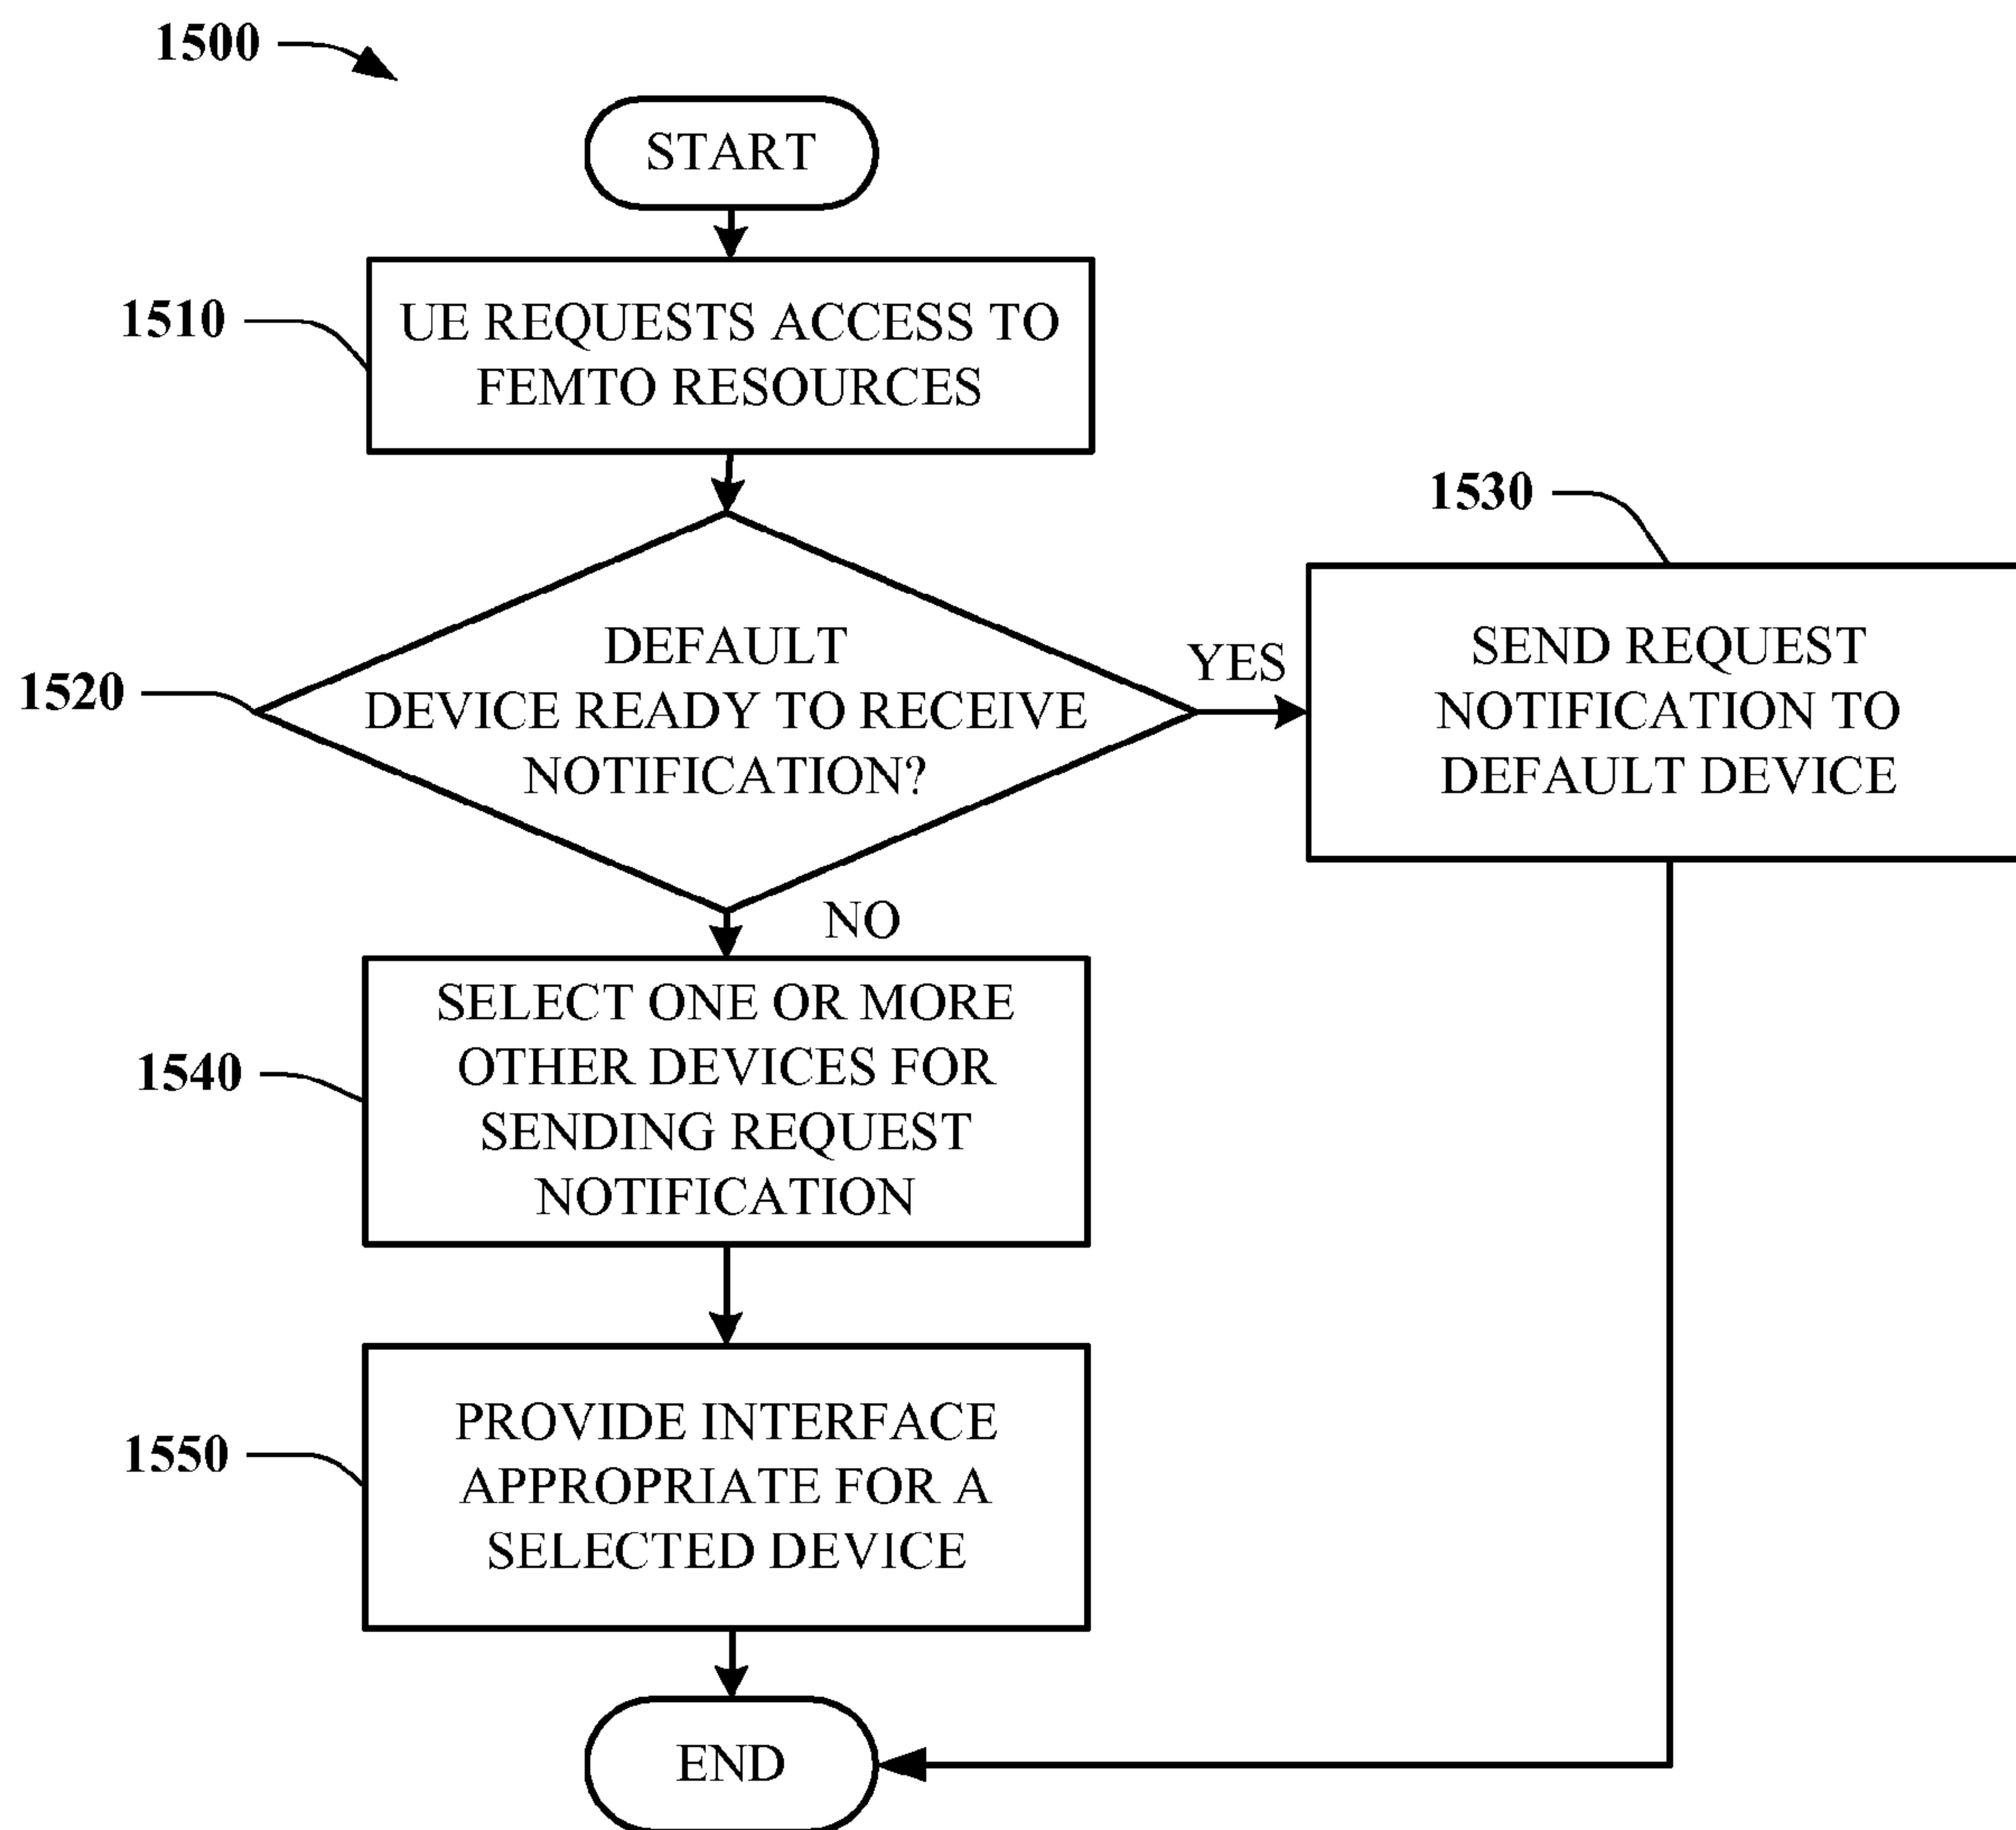 1500
START
1510
UE REQUESTS ACCESS TO
FEMTO RESOURCES
1520
DEFAULT
DEVICE READY TO RECEIVE
NOTIFICATION?
YES
1530
SEND REQUEST
NOTIFICATION TO
DEFAULT DEVICE
NO
1540
SELECT ONE OR MORE
OTHER DEVICES FOR
SENDING REQUEST
NOTIFICATION
1550
PROVIDE INTERFACE
APPROPRIATE FOR A
SELECTED DEVICE
END